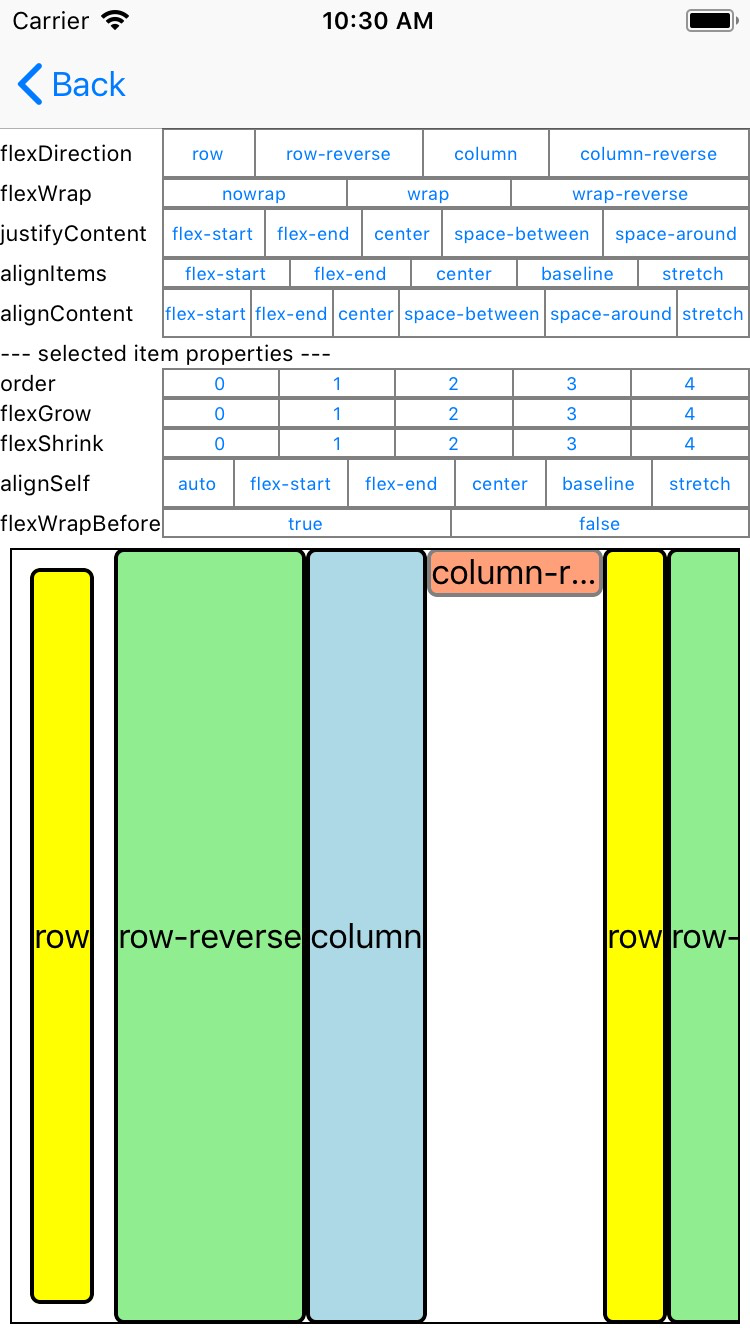 Carrier 10:30 AM
Back
flexDirection row row-reverse column column-reverse
flexWrap nowrap wrap wrap-reverse
justifyContent flex-start flex-end center space-between space-around
alignItems flex-start flex-end center baseline stretch
alignContent flex-start flex-end center space-between space-around stretch
--- selected item properties ---
order 0 1 2 3 4
flexGrow 0 1 2 3 4
flexShrink 0 1 2 3 4
alignSelf auto flex-start flex-end center baseline stretch
flexWrapBefore true false
column-r...
row row-reverse column row row-